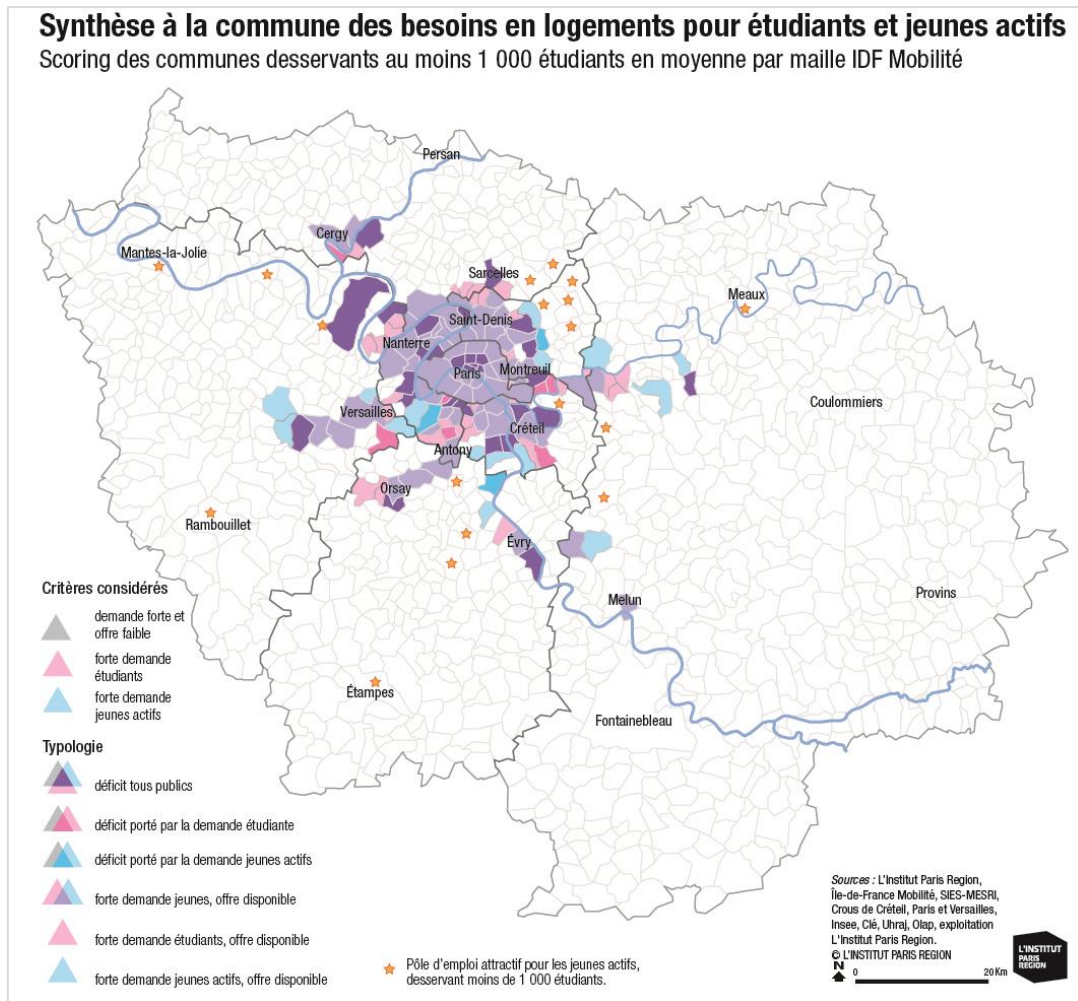 Synthèse à la commune des besoins en logements pour étudiants et jeunes actifs
Scoring des communes desservants au moins 1 000 étudiants en moyenne par maille IDF Mobilité
Persan
Cergy
Mantes-la-Jolie
Sarcelles
Meaux
Saint-Denis
Nanterre
Montreuil
Paris
Coulommiers
Versailles
Créteil
Antony
Orsay
Rambouillet
Évry
Provins
Melun
Étampes
Fontainebleau
Critères considérés
demande forte et
offre faible
forte demande
étudiants
forte demande
jeunes actifs
Typologie
déficit tous publics
déficit porté par la demande étudiante
déficit porté par la demande jeunes actifs
forte demande jeunes, offre disponible
forte demande étudiants, offre disponible
forte demande jeunes actifs, offre disponible
Pôle d'emploi attractif pour les jeunes actifs,
desservant moins de 1 000 étudiants.
Sources : L'Institut Paris Region,
Île-de-France Mobilité, SIES-MESRI,
Crous de Créteil, Paris et Versailles,
Insee, Clé, Uhraj, Olap, exploitation
L'Institut Paris Region.
© L'INSTITUT PARIS REGION
N
0
20 Km
L'INSTITUT
PARIS
REGION